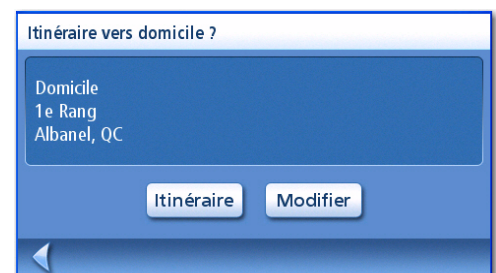 Itinéraire vers domicile ?
Domicile
1e Rang
Albanel, QC
Itinéraire
Modifier